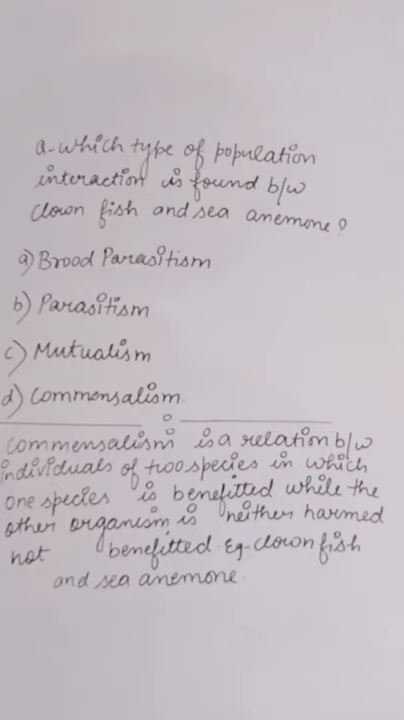 Q. Which type of population
interaction is found b/w
clown fish and sea anemone?
a) Brood Parasitism
b) Parasitism
c) Mutualism
d) Commensalism
Commensalism is a relation b/w
individuals of two species in which
one species is benefitted while the
other organism is neither harmed
not benefitted. Eg- clown fish
and sea anemone.